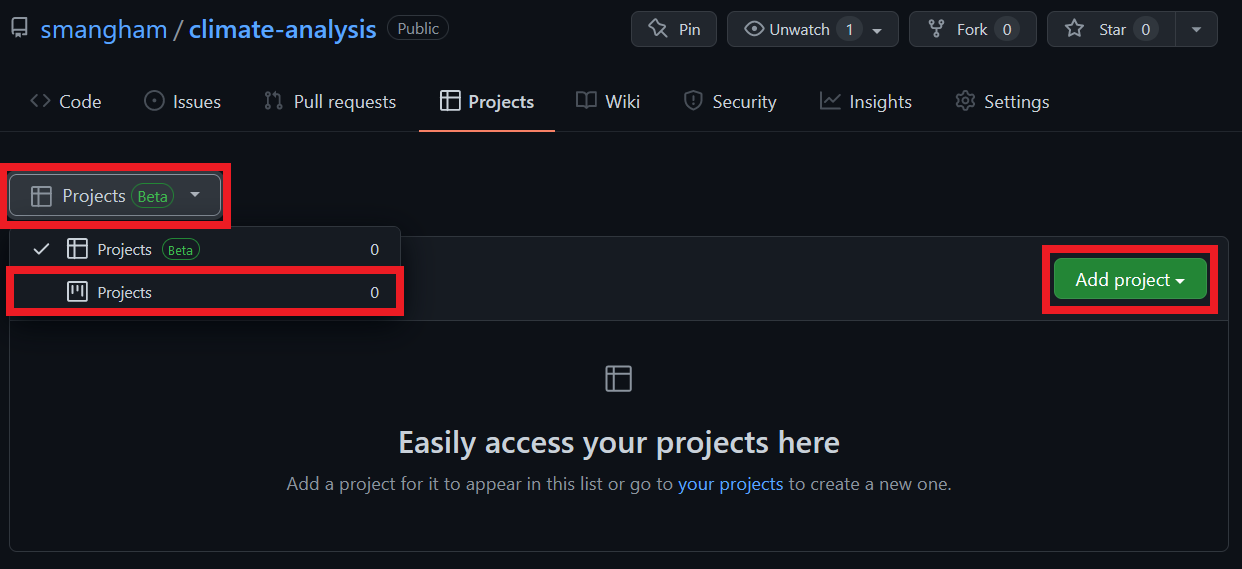 smangham / climate-analysis Public Pin Unwatch 1 Fork 0 Star 0
Code Issues Pull requests Projects Wiki Security Insights Settings
Projects Beta
Projects Beta 0
Projects 0
Add project
Easily access your projects here
Add a project for it to appear in this list or go to your projects to create a new one.